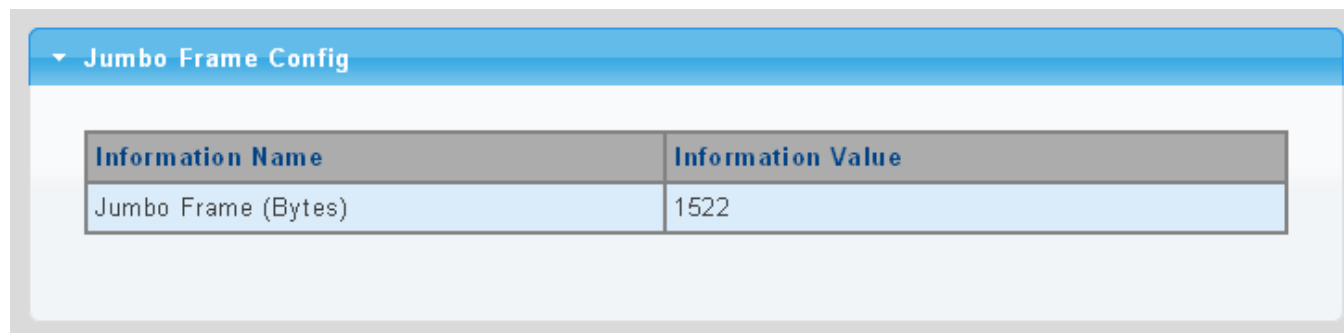 Jumbo Frame Config
Information Name Information Value
Jumbo Frame (Bytes) 1522